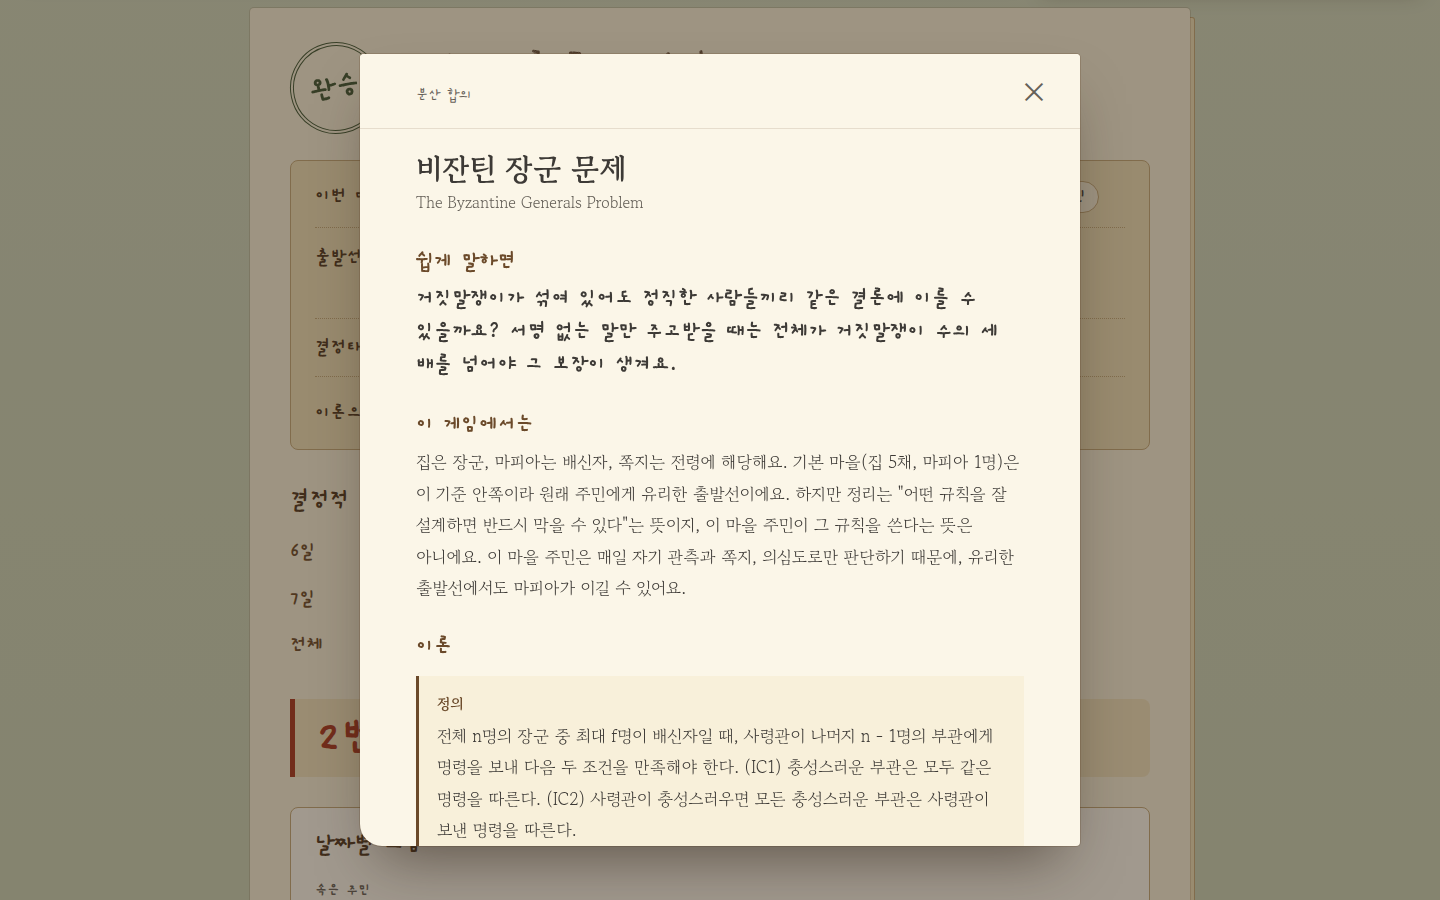 완승
분산 합의
비잔틴 장군 문제
The Byzantine Generals Problem
쉽게 말하면
거짓말쟁이가 섞여 있어도 정직한 사람들끼리 같은 결론에 이를 수
있을까요? 서명 없는 말만 주고받을 때는 전체가 거짓말쟁이 수의 세
배를 넘어야 그 보장이 생겨요.
이 게임에서는
집은 장군, 마피아는 배신자, 쪽지는 전령에 해당해요. 기본 마을(집 5채, 마피아 1명)은
이 기준 안쪽이라 원래 주민에게 유리한 출발선이에요. 하지만 정리는 "어떤 규칙을 잘
설계하면 반드시 막을 수 있다"는 뜻이지, 이 마을 주민이 그 규칙을 쓴다는 뜻은
아니에요. 이 마을 주민은 매일 자기 관측과 쪽지, 의심도로만 판단하기 때문에, 유리한
출발선에서도 마피아가 이길 수 있어요.
이론
정의
전체 n명의 장군 중 최대 f명이 배신자일 때, 사령관이 나머지 n - 1명의 부관에게
명령을 보내 다음 두 조건을 만족해야 한다. (IC1) 충성스러운 부관은 모두 같은
명령을 따른다. (IC2) 사령관이 충성스러우면 모든 충성스러운 부관은 사령관이
보낸 명령을 따른다.
이번
출발선
결정적
6일
7일
전체
날짜별
속은 주민